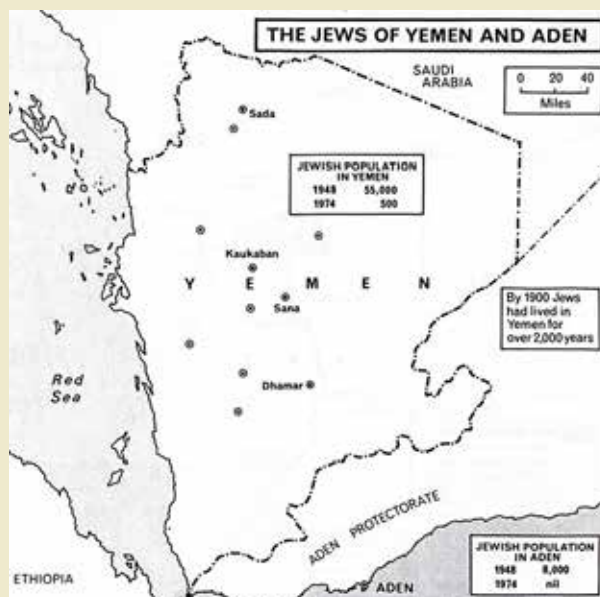 THE JEWS OF YEMEN AND ADEN
SAUDI
ARABIA
0 20 40
Miles
Sada
JEWISH POPULATION
IN YEMEN
1948 55,000
1974 500
Kaukaban
Y E M E N
Sana
By 1900 Jews
had lived in
Yemen for
over 2,000 years
Red
Sea
Dhamar
ADEN PROTECTORATE
ETHIOPIA
ADEN
JEWISH POPULATION
IN ADEN
1948 8,000
1974 nil